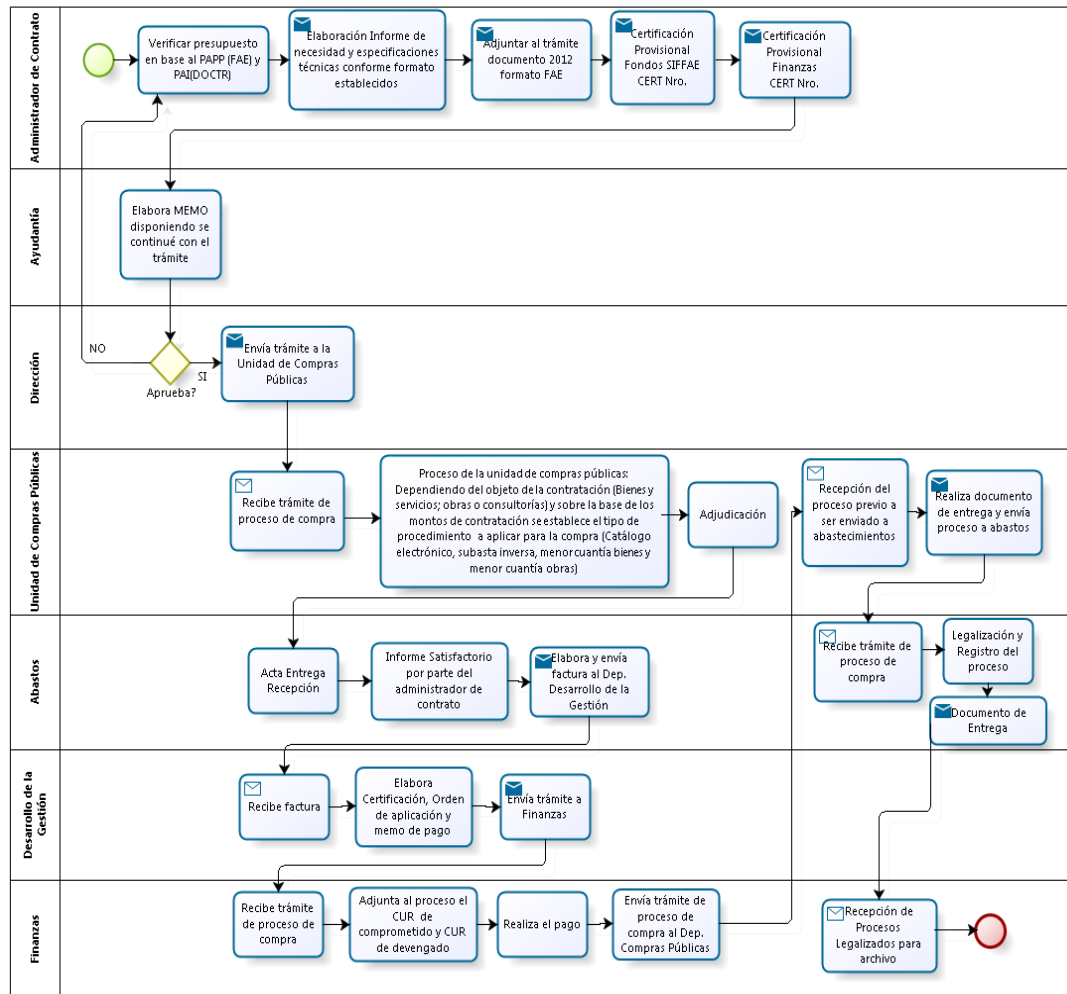 Administrador de Contrato
Verificar presupuesto
en base al PAPP (FAE) y
PAI(DOCTR)
Elaboración Informe de
necesidad y especificaciones
técnicas conforme formato
establecidos
Adjuntar al trámite
documento 2012
formato FAE
Certificación
Provisional
Fondos SIFFAE
CERT Nro.
Certificación
Provisional
Finanzas
CERT Nro.
Ayudantía
Elabora MEMO
disponiendo se
continué con el
trámite
Dirección
NO
SI
Aprueba?
Envía trámite a la
Unidad de Compras
Públicas
Unidad de Compras Públicas
Recibe trámite de
proceso de compra
Proceso de la unidad de compras públicas:
Dependiendo del objeto de la contratación (Bienes y
servicios; obras o consultorías) y sobre la base de los
montos de contratación se establece el tipo de
procedimiento a aplicar para la compra (Catálogo
electrónico, subasta inversa, menor cuantía bienes y
menor cuantía obras)
Adjudicación
Recepción del
proceso previo a
ser enviado a
abastecimientos
Realiza documento
de entrega y envía
proceso a abastos
Abastos
Acta Entrega
Recepción
Informe Satisfactorio
por parte del
administrador de
contrato
Elabora y envía
factura al Dep.
Desarrollo de la
Gestión
Recibe trámite de
proceso de
compra
Legalización y
Registro del
proceso
Documento de
Entrega
Desarrollo de la
Gestión
Recibe factura
Elabora
Certificación, Orden
de aplicación y
memo de pago
Envía trámite a
Finanzas
Finanzas
Recibe trámite
de proceso de
compra
Adjunta al proceso el
CUR de
comprometido y CUR
de devengado
Realiza el pago
Envía trámite de
proceso de
compra al Dep.
Compras Públicas
Recepción de
Procesos
Legalizados para
archivo